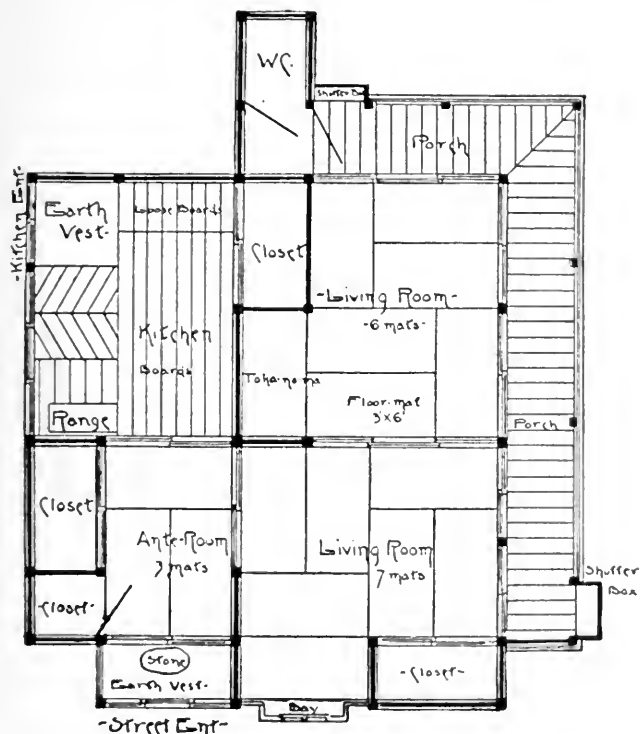 W.C.
Shutter Box
Porch
-Kitchen Ent-
Earth
Vest-
Loose Boards
Closet
-Living Room-
-6 mats-
Kitchen
Boards
Toko-no ma
Floor-mat
3'x6'
Range
Porch
Closet
Ante-Room
3 mats
Living Room
7 mats
Shutter
Box
Closet-
Stone
Earth Vest-
-Closet-
Bay
-Street Ent-